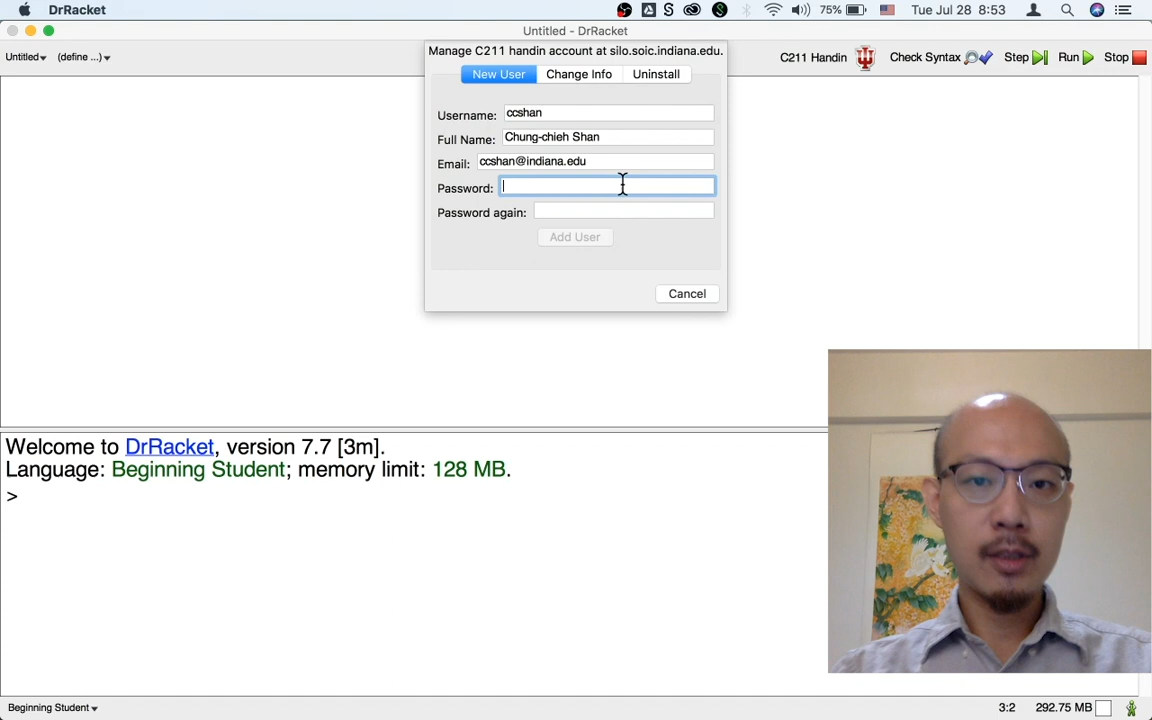 DrRacket
75%
Tue Jul 28 8:53
Untitled - DrRacket
Untitled
(define ...)
C211 Handin
Check Syntax
Step
Run
Stop
Manage C211 handin account at silo.soic.indiana.edu.
New User
Change Info
Uninstall
Username: ccshan
Full Name: Chung-chieh Shan
Email: ccshan@indiana.edu
Password:
Password again:
Add User
Cancel
Welcome to DrRacket, version 7.7 [3m].
Language: Beginning Student; memory limit: 128 MB.
>
Beginning Student
3:2
292.75 MB